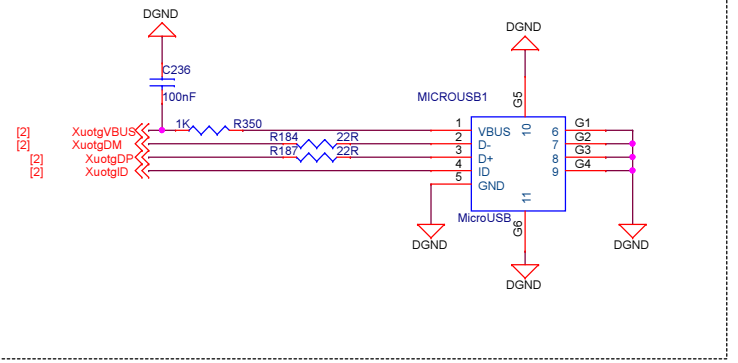 DGND
DGND
C236
100nF
MICROUSB1
G5
[2] XuotgVBUS 1K R350 1 VBUS 10 6 G1
[2] XuotgDM R184 22R 2 D- 7 G2
[2] XuotgDP R187 22R 3 D+ 8 G3
[2] XuotgID 4 ID 9 G4
5 GND
11
MicroUSB
G6
DGND
DGND
DGND